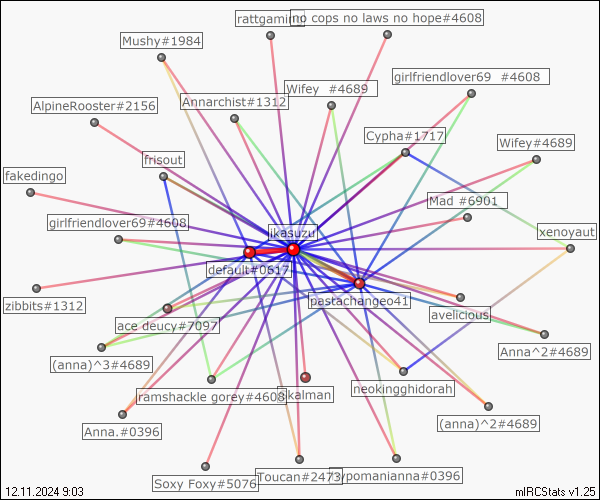 rattgaming
no cops no laws no hope#4608
Mushy#1984
girlfriendlover69 #4608
Wifey #4689
AlpineRooster#2156
Annarchist#1312
Cypha#1717
Wifey#4689
frisout
fakedingo
Mad #6901
girlfriendlover69#4608
ikasuzu
xenoyaut
default#0617
pastachangeo41
zibbits#1312
avelicious
ace deucy#7097
Anna^2#4689
(anna)^3#4689
neokingghidorah
ramshackle gorey#4608
skalman
(anna)^2#4689
Anna.#0396
Toucan#2473
ypomanianna#0396
Soxy Foxy#5076
12.11.2024 9:03
mIRCStats v1.25